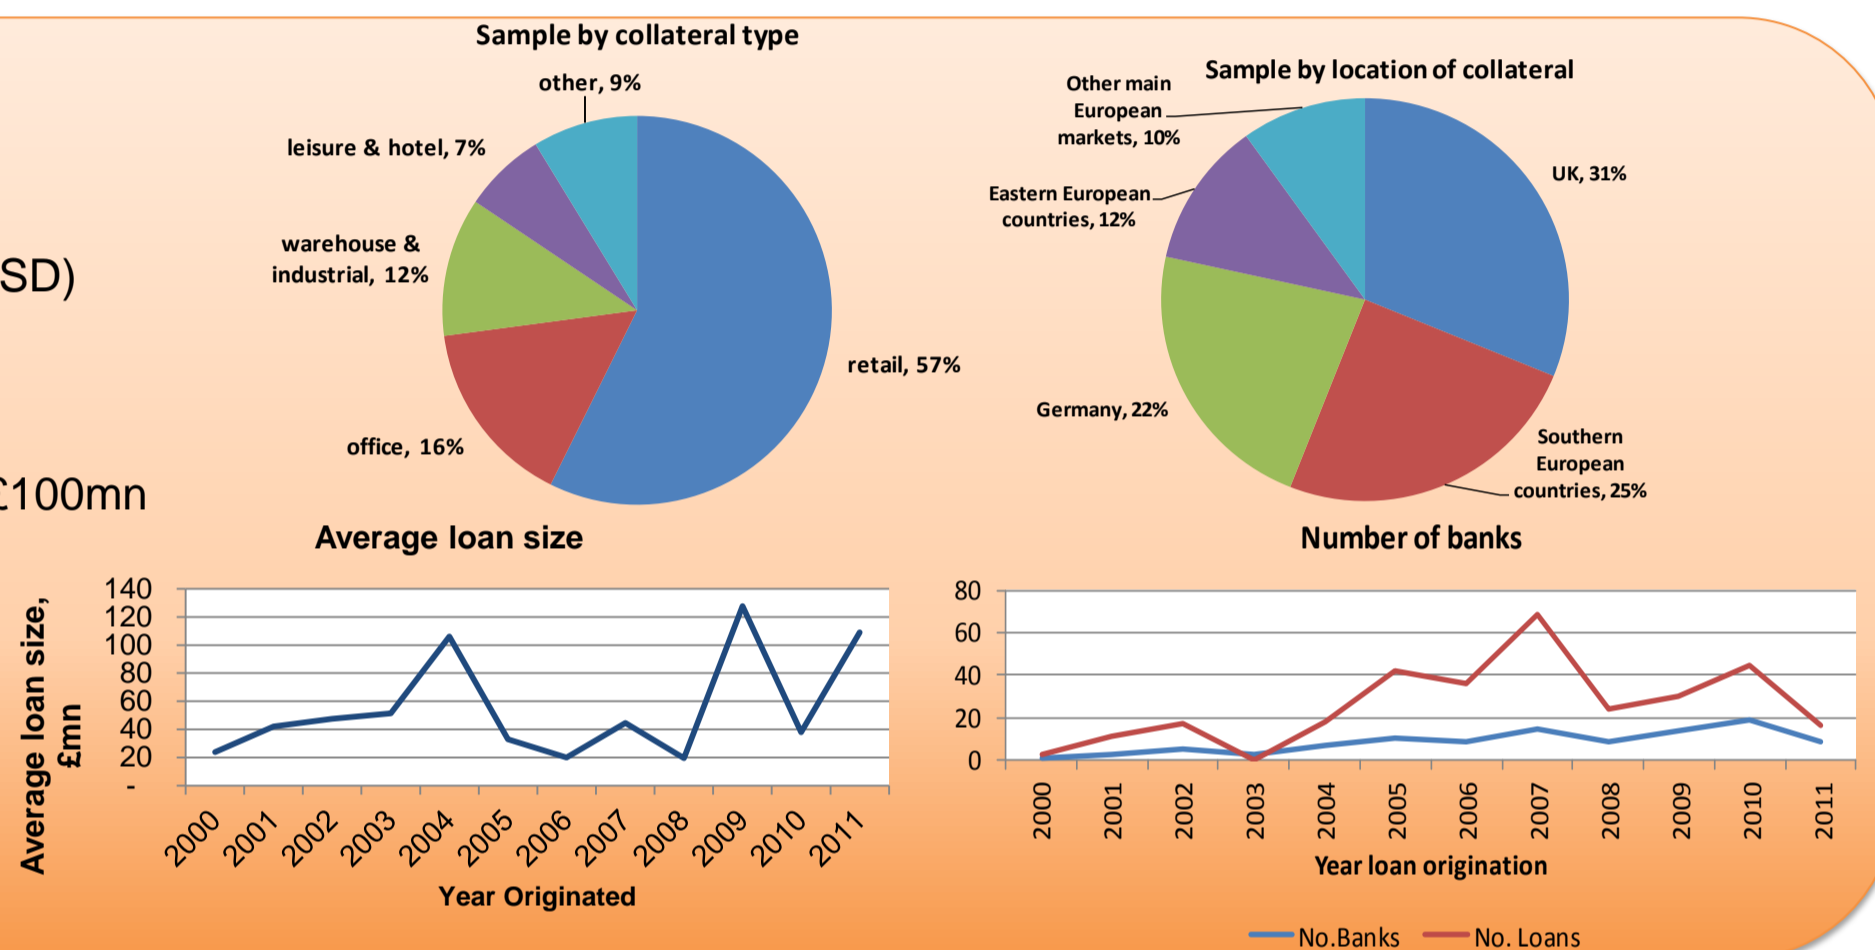 Sample by collateral type
other, 9%
leisure & hotel, 7%
warehouse &
industrial, 12%
office, 16%
retail, 57%
Sample by location of collateral
Other main
European
markets, 10%
Eastern European
countries, 12%
UK, 31%
Germany, 22%
Southern
European
countries, 25%
SD)
£100mn
Average loan size
Average loan size,
£mn
140
120
100
80
60
40
20
-
2000
2001
2002
2003
2004
2005
2006
2007
2008
2009
2010
2011
Year Originated
Number of banks
80
60
40
20
0
2000
2001
2002
2003
2004
2005
2006
2007
2008
2009
2010
2011
Year loan origination
No.Banks
No. Loans